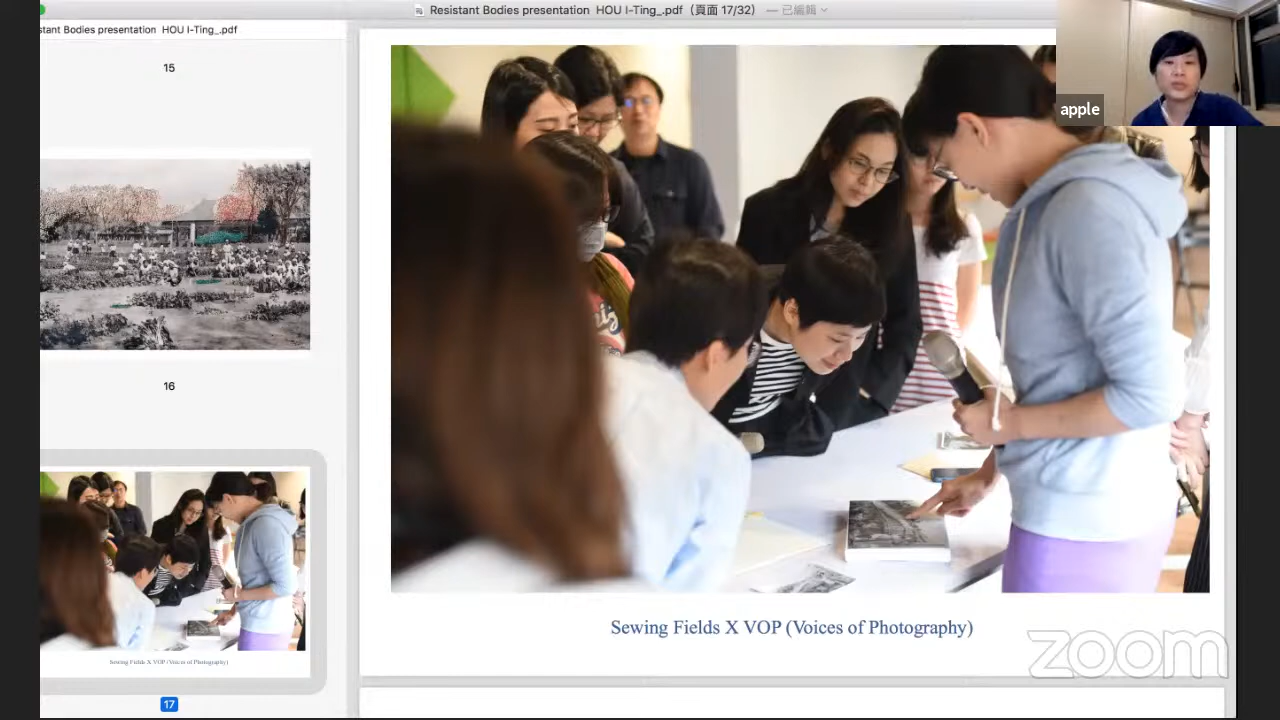 Resistant Bodies presentation HOU I-Ting_.pdf（頁面 17/32） — 已編輯
stant Bodies presentation HOU I-Ting_.pdf
apple
15
16
Sewing Fields X VOP (Voices of Photography)
Sewing Fields X VOP (Voices of Photography)
zoom
17